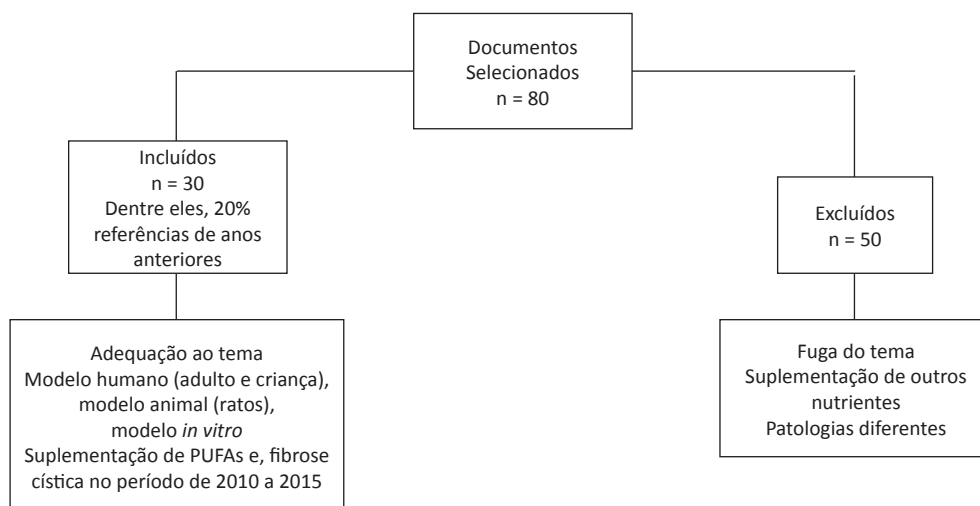 Documentos
Selecionados
n = 80
Incluídos
n = 30
Dentre eles, 20%
referências de anos
anteriores
Excluídos
n = 50
Adequação ao tema
Modelo humano (adulto e criança),
modelo animal (ratos),
modelo in vitro
Suplementação de PUFAs e, fibrose
cística no período de 2010 a 2015
Fuga do tema
Suplementação de outros
nutrientes
Patologias diferentes